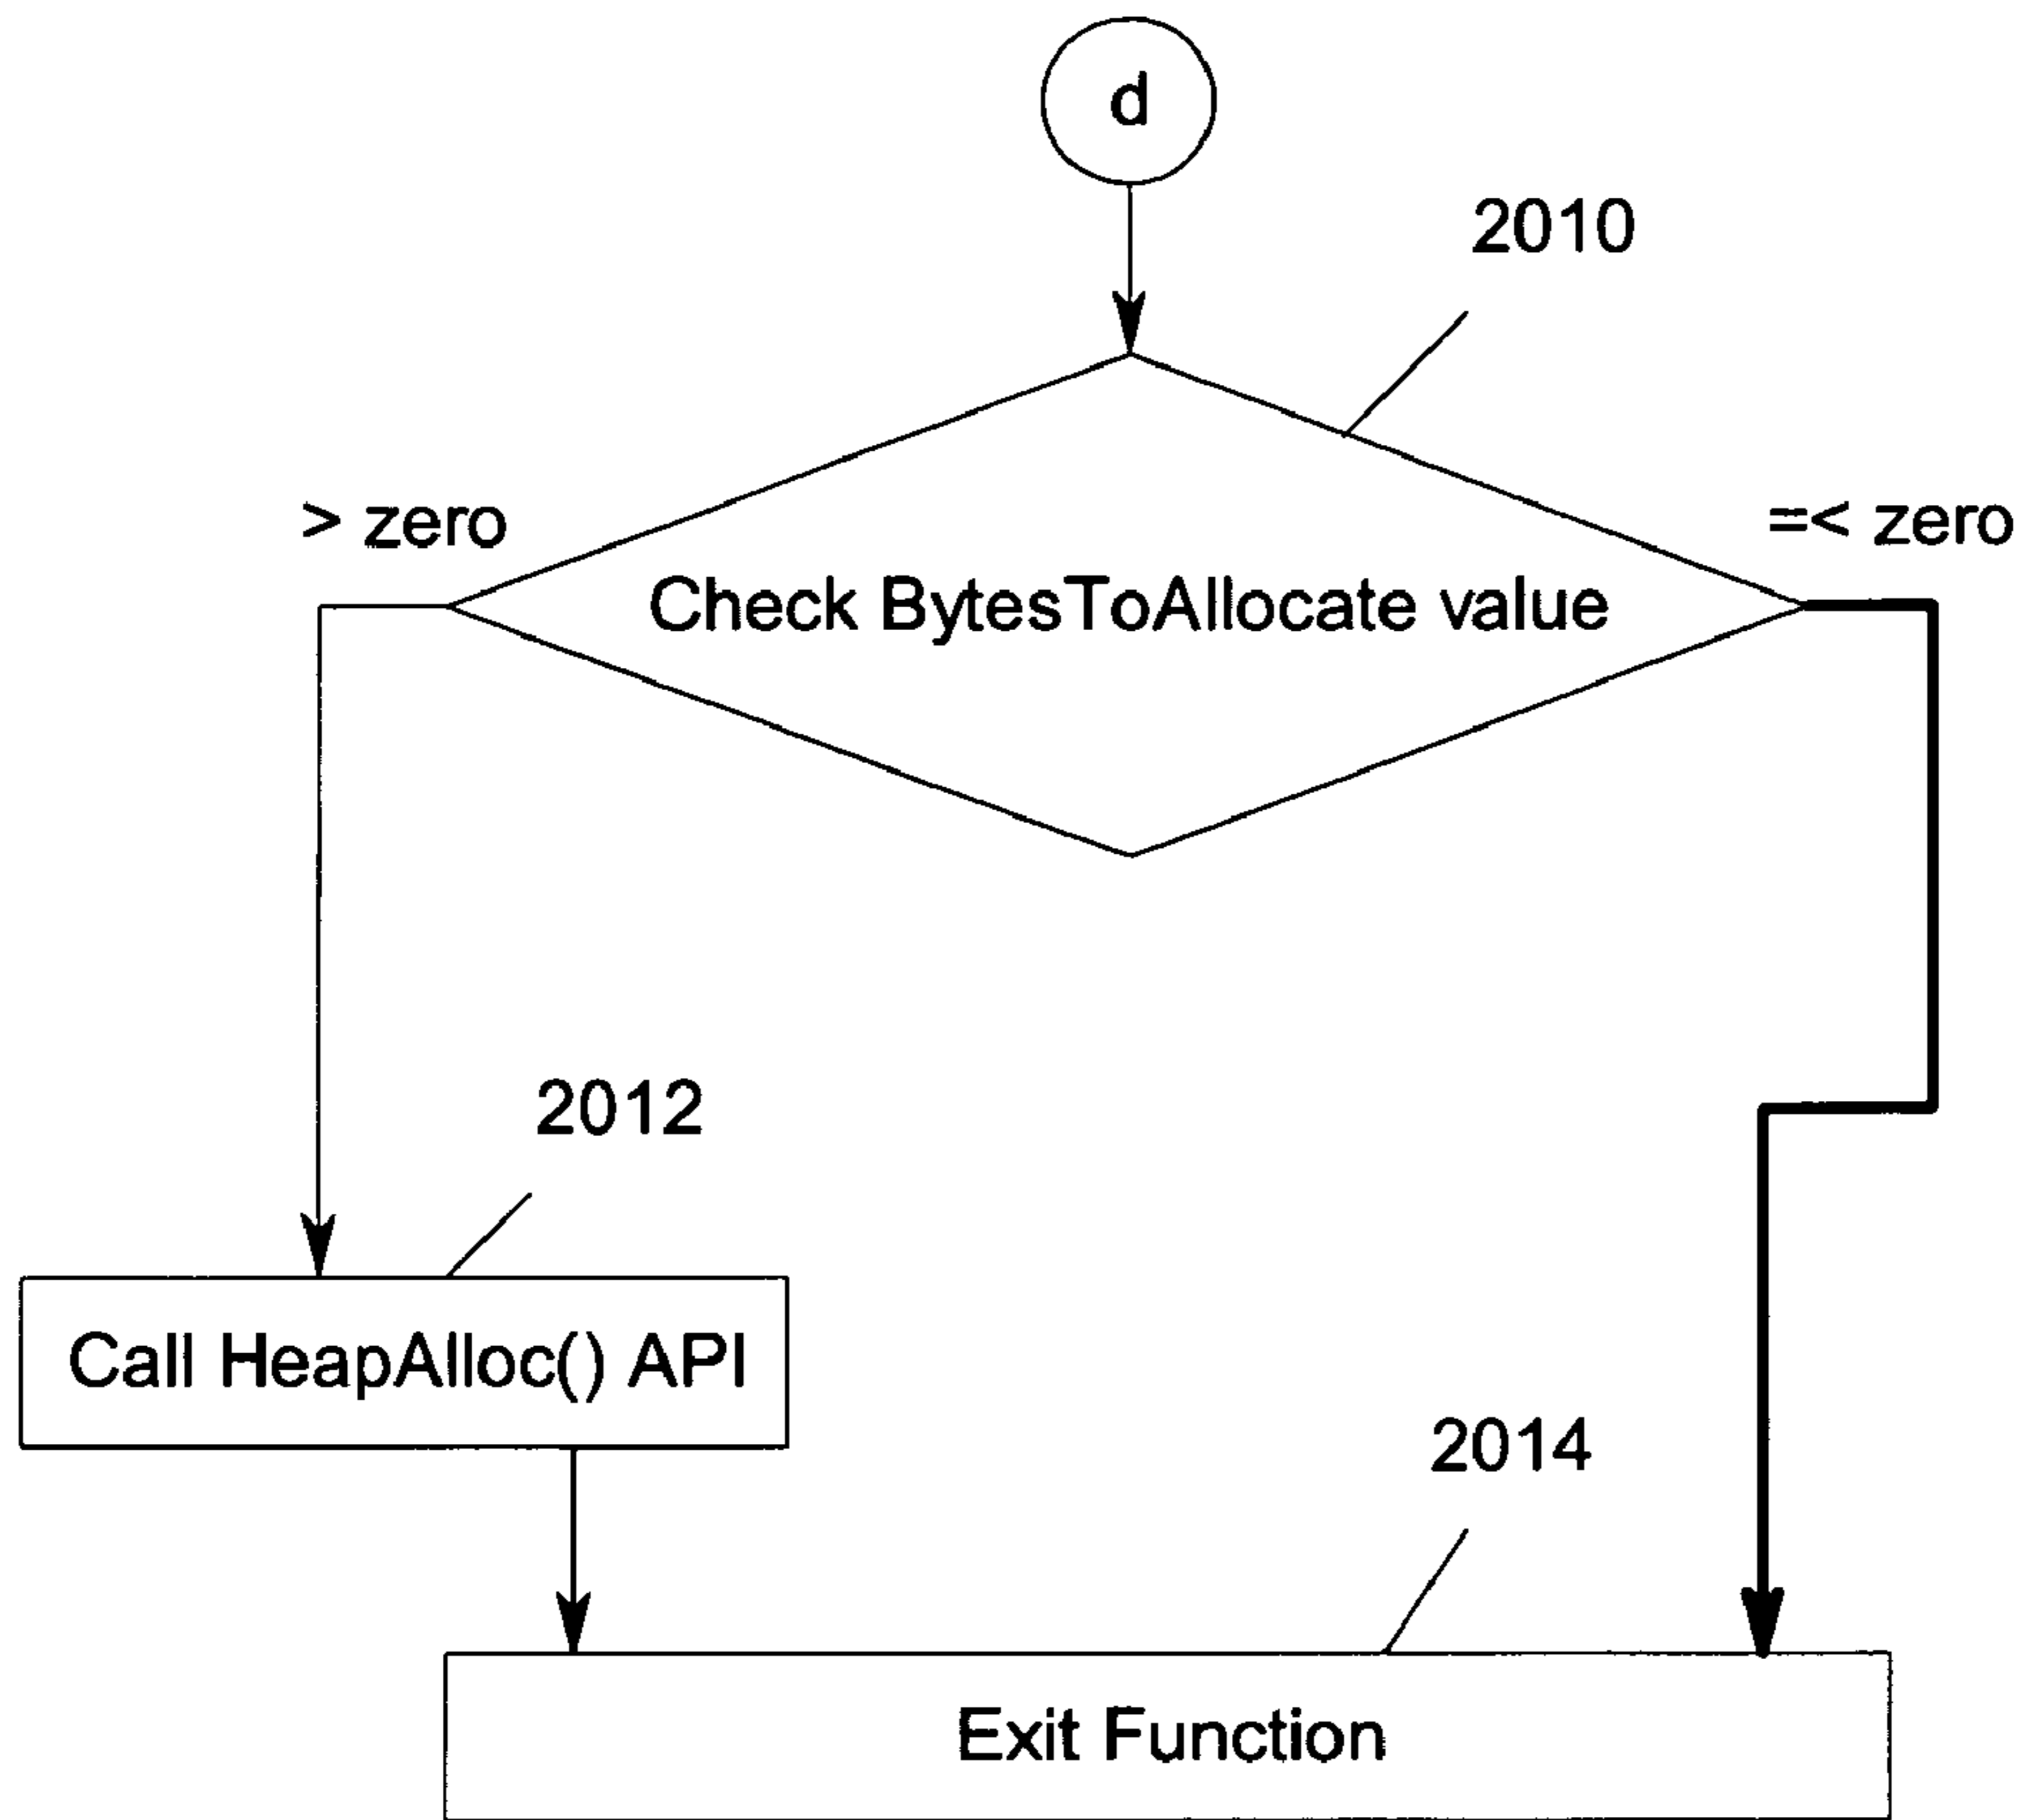 d
2010
> zero
=< zero
Check BytesToAllocate value
2012
Call HeapAlloc() API
2014
Exit Function